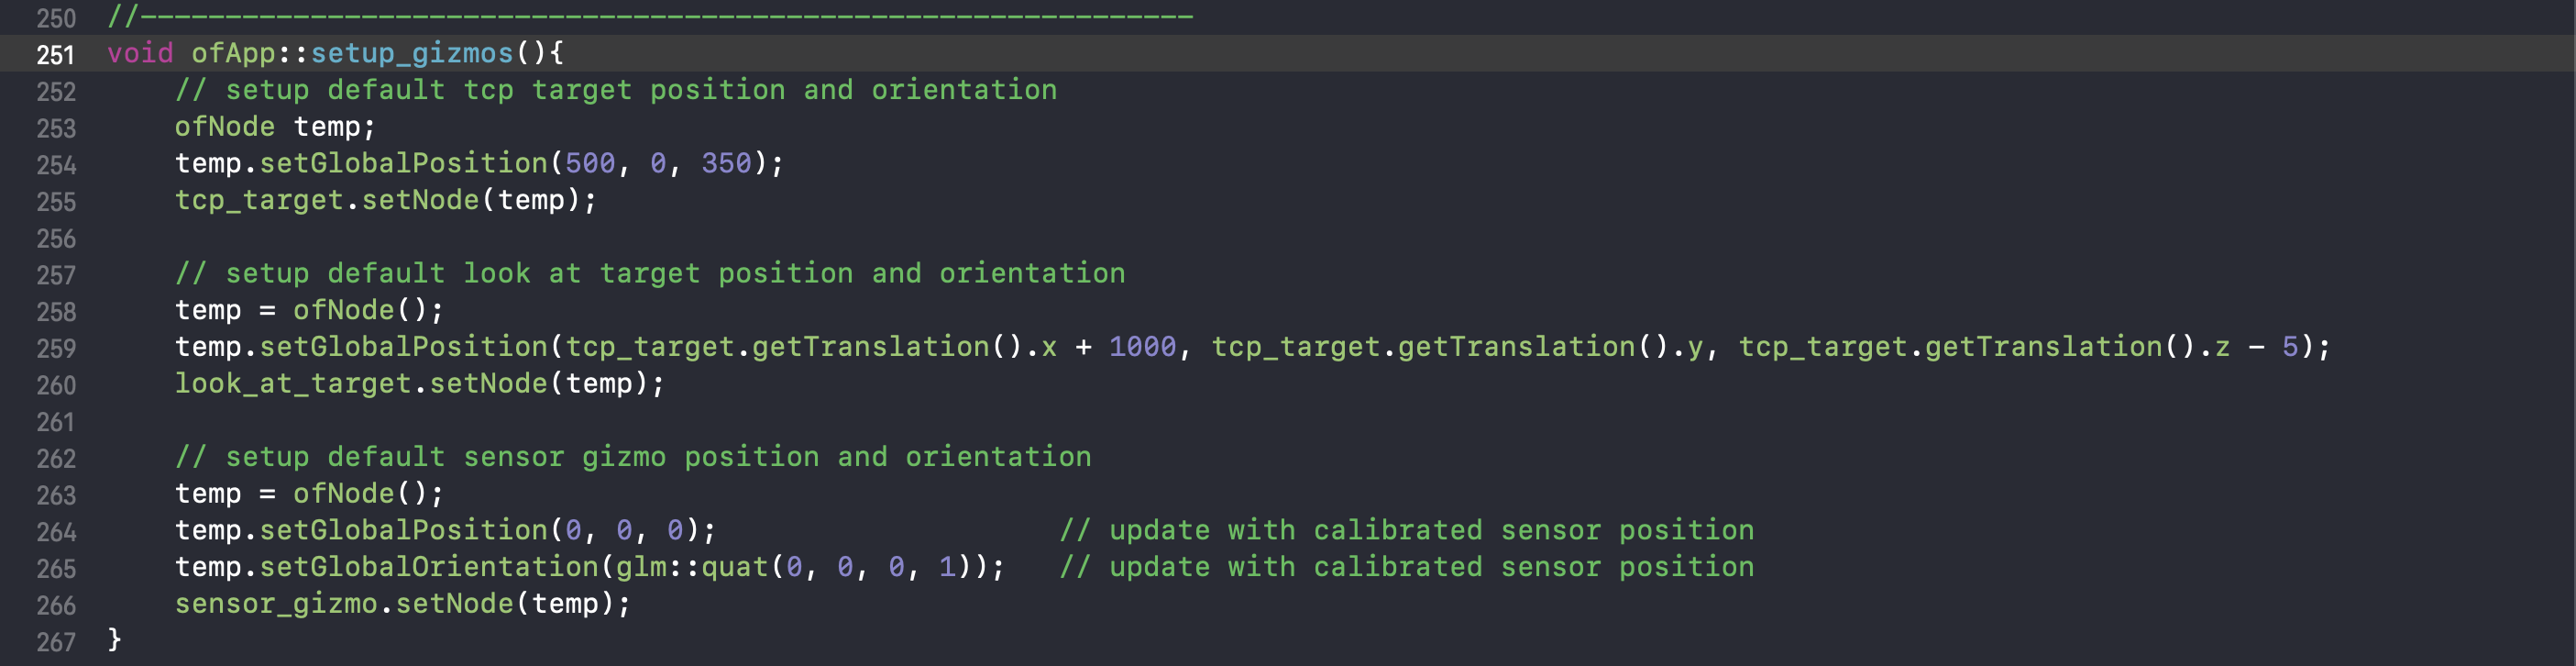 250 //--------------------------------------------------------------
251 void ofApp::setup_gizmos(){
252     // setup default tcp target position and orientation
253     ofNode temp;
254     temp.setGlobalPosition(500, 0, 350);
255     tcp_target.setNode(temp);
256
257     // setup default look at target position and orientation
258     temp = ofNode();
259     temp.setGlobalPosition(tcp_target.getTranslation().x + 1000, tcp_target.getTranslation().y, tcp_target.getTranslation().z - 5);
260     look_at_target.setNode(temp);
261
262     // setup default sensor gizmo position and orientation
263     temp = ofNode();
264     temp.setGlobalPosition(0, 0, 0);                    // update with calibrated sensor position
265     temp.setGlobalOrientation(glm::quat(0, 0, 0, 1));   // update with calibrated sensor position
266     sensor_gizmo.setNode(temp);
267 }